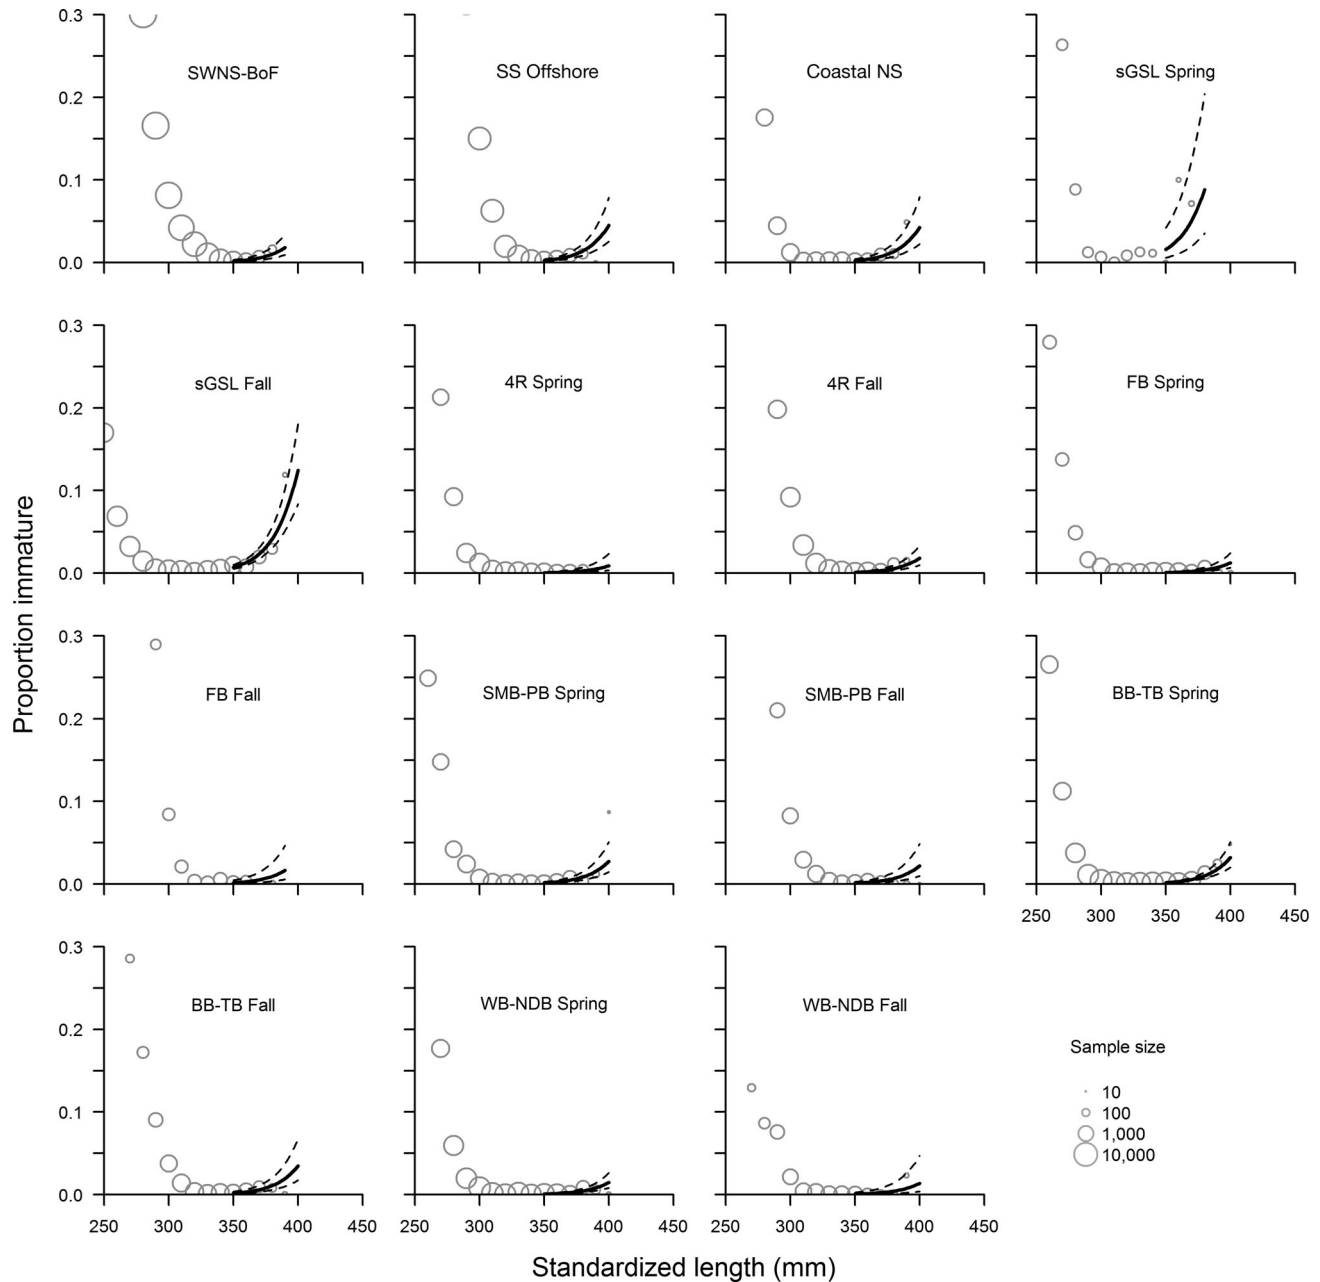 0.3
0.2
0.1
0.0
SWNS-BoF
SS Offshore
Coastal NS
sGSL Spring
250 300 350 400 450
0.3
0.2
0.1
0.0
sGSL Fall
4R Spring
4R Fall
FB Spring
Proportion immature
0.3
0.2
0.1
0.0
FB Fall
SMB-PB Spring
SMB-PB Fall
BB-TB Spring
250 300 350 400 450
0.3
0.2
0.1
0.0
BB-TB Fall
WB-NDB Spring
WB-NDB Fall
250 300 350 400 450
250 300 350 400 450
250 300 350 400 450
Sample size
10
100
1,000
10,000
Standardized length (mm)